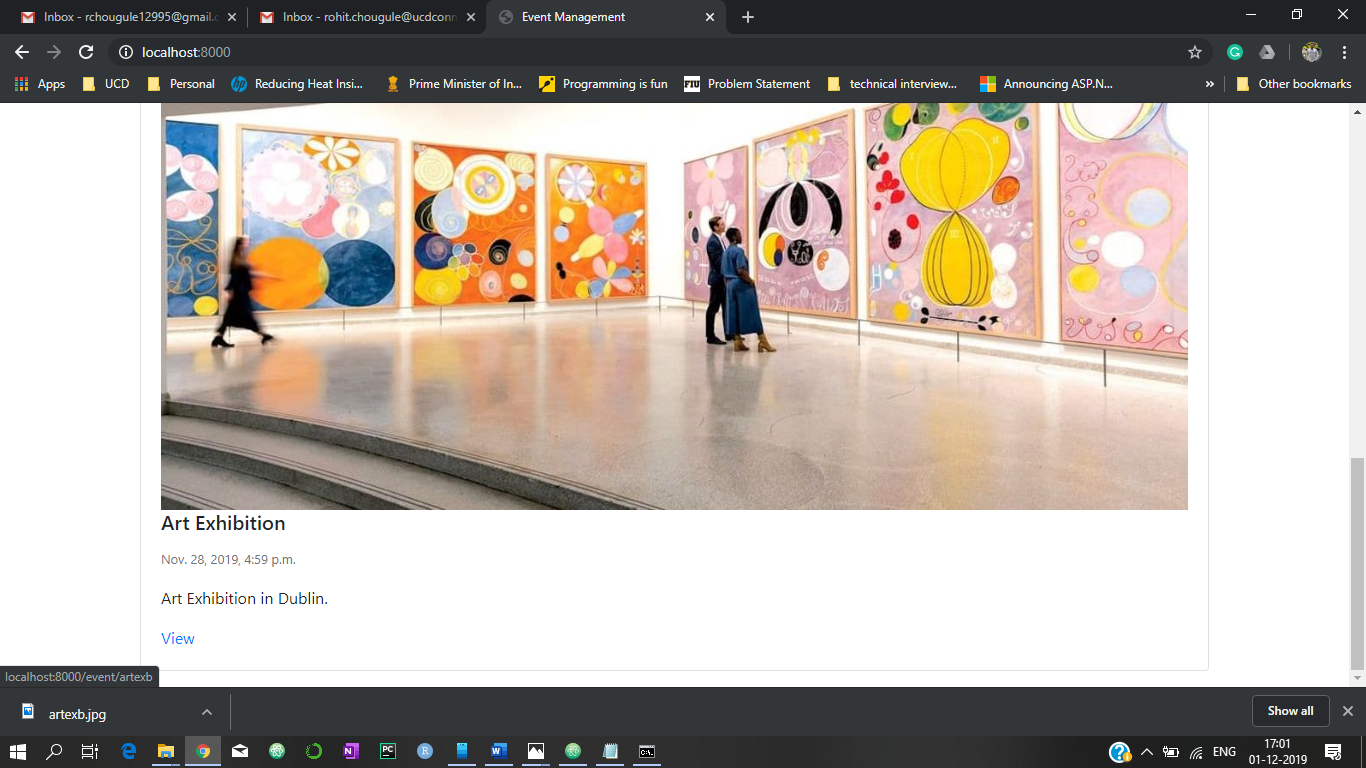 Inbox - rchougule12995@gmail.c
Inbox - rohit.chougule@ucdconn
Event Management
localhost:8000
Apps
UCD
Personal
Reducing Heat Insi...
Prime Minister of In...
Programming is fun
FIU Problem Statement
technical interview...
Announcing ASP.N...
»
Other bookmarks
Art Exhibition
Nov. 28, 2019, 4:59 p.m.
Art Exhibition in Dublin.
View
localhost:8000/event/artexb
artexb.jpg
Show all
ENG
17:01
01-12-2019